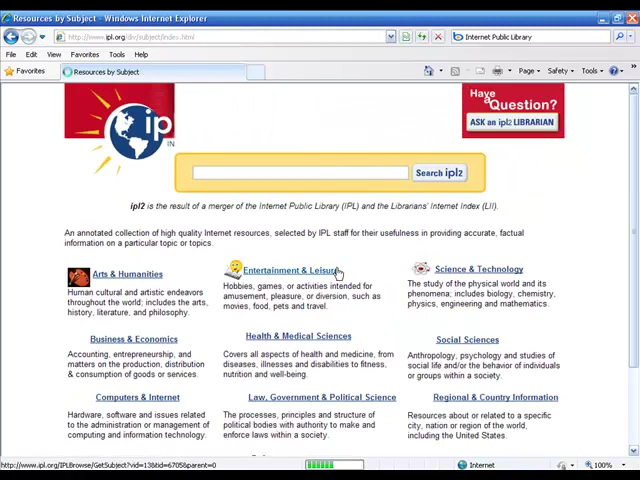 Resources by Subject - Windows Internet Explorer
http://www.ipl.org/div/subject/index.html
Internet Public Library
File Edit View Favorites Tools Help
Favorites
Resources by Subject
Page Safety Tools
ip
IN
Have a Question?
ASK an ipl2 LIBRARIAN
Search ipl2
ipl2 is the result of a merger of the Internet Public Library (IPL) and the Librarians' Internet Index (LII).
An annotated collection of high quality Internet resources, selected by IPL staff for their usefulness in providing accurate, factual
information on a particular topic or topics.
Arts & Humanities
Human cultural and artistic endeavors
throughout the world; includes the arts,
history, literature, and philosophy.
Entertainment & Leisure
Hobbies, games, or activities intended for
amusement, pleasure, or diversion, such as
movies, food, pets and travel.
Science & Technology
The study of the physical world and its
phenomena; includes biology, chemistry,
physics, engineering and mathematics.
Business & Economics
Accounting, entrepreneurship, and
matters on the production, distribution
& consumption of goods or services.
Health & Medical Sciences
Covers all aspects of health and medicine, from
diseases, illnesses and disabilities to fitness,
nutrition and well-being.
Social Sciences
Anthropology, psychology and studies of
social life and/or the behavior of individuals
or groups within a society.
Computers & Internet
Hardware, software and issues related
to the administration or management of
computing and information technology.
Law, Government & Political Science
The processes, principles and structure of
political bodies with authority to make and
enforce laws within a society.
Regional & Country Information
Resources about or related to a specific
city, nation or region of the world,
including the United States.
http://www.ipl.org/IPLBrowse/GetSubject?vid=13&tid=6705&parent=0
Internet
100%